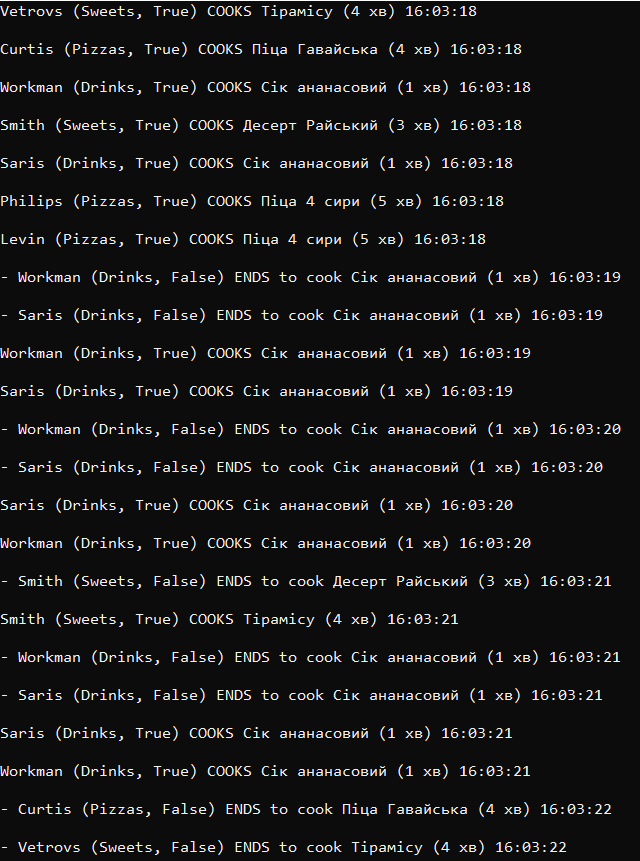 Vetrovs (Sweets, True) COOKS Тірамісу (4 хв) 16:03:18
Curtis (Pizzas, True) COOKS Піца Гавайська (4 хв) 16:03:18
Workman (Drinks, True) COOKS Сік ананасовий (1 хв) 16:03:18
Smith (Sweets, True) COOKS Десерт Райський (3 хв) 16:03:18
Saris (Drinks, True) COOKS Сік ананасовий (1 хв) 16:03:18
Philips (Pizzas, True) COOKS Піца 4 сири (5 хв) 16:03:18
Levin (Pizzas, True) COOKS Піца 4 сири (5 хв) 16:03:18
- Workman (Drinks, False) ENDS to cook Сік ананасовий (1 хв) 16:03:19
- Saris (Drinks, False) ENDS to cook Сік ананасовий (1 хв) 16:03:19
Workman (Drinks, True) COOKS Сік ананасовий (1 хв) 16:03:19
Saris (Drinks, True) COOKS Сік ананасовий (1 хв) 16:03:19
- Workman (Drinks, False) ENDS to cook Сік ананасовий (1 хв) 16:03:20
- Saris (Drinks, False) ENDS to cook Сік ананасовий (1 хв) 16:03:20
Saris (Drinks, True) COOKS Сік ананасовий (1 хв) 16:03:20
Workman (Drinks, True) COOKS Сік ананасовий (1 хв) 16:03:20
- Smith (Sweets, False) ENDS to cook Десерт Райський (3 хв) 16:03:21
Smith (Sweets, True) COOKS Тірамісу (4 хв) 16:03:21
- Workman (Drinks, False) ENDS to cook Сік ананасовий (1 хв) 16:03:21
- Saris (Drinks, False) ENDS to cook Сік ананасовий (1 хв) 16:03:21
Saris (Drinks, True) COOKS Сік ананасовий (1 хв) 16:03:21
Workman (Drinks, True) COOKS Сік ананасовий (1 хв) 16:03:21
- Curtis (Pizzas, False) ENDS to cook Піца Гавайська (4 хв) 16:03:22
- Vetrovs (Sweets, False) ENDS to cook Тірамісу (4 хв) 16:03:22